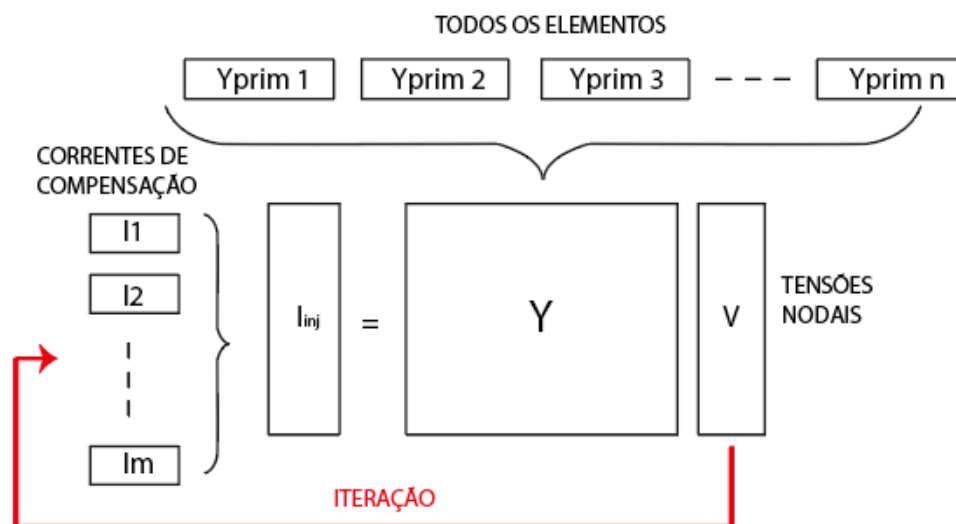 TODOS OS ELEMENTOS
Yprim 1 Yprim 2 Yprim 3 Yprim n
CORRENTES DE
COMPENSAÇÃO
I1
I2
Im
Iinj = Y V
TENSÕES
NODAIS
ITERAÇÃO